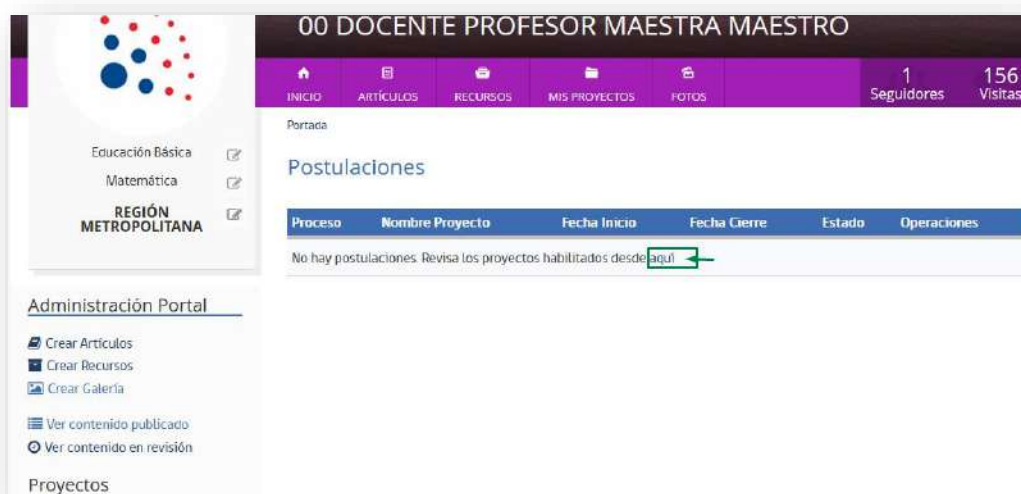 00 DOCENTE PROFESOR MAESTRA MAESTRO
INICIO ARTÍCULOS RECURSOS MIS PROYECTOS FOTOS
1 Seguidores
156 Visitas
Educación Básica
Matemática
REGIÓN
METROPOLITANA
Administración Portal
Crear Artículos
Crear Recursos
Crear Galería
Ver contenido publicado
Ver contenido en revisión
Proyectos
Portada
Postulaciones
Proceso Nombre Proyecto Fecha Inicio Fecha Cierre Estado Operaciones
No hay postulaciones. Revisa los proyectos habilitados desde aquí